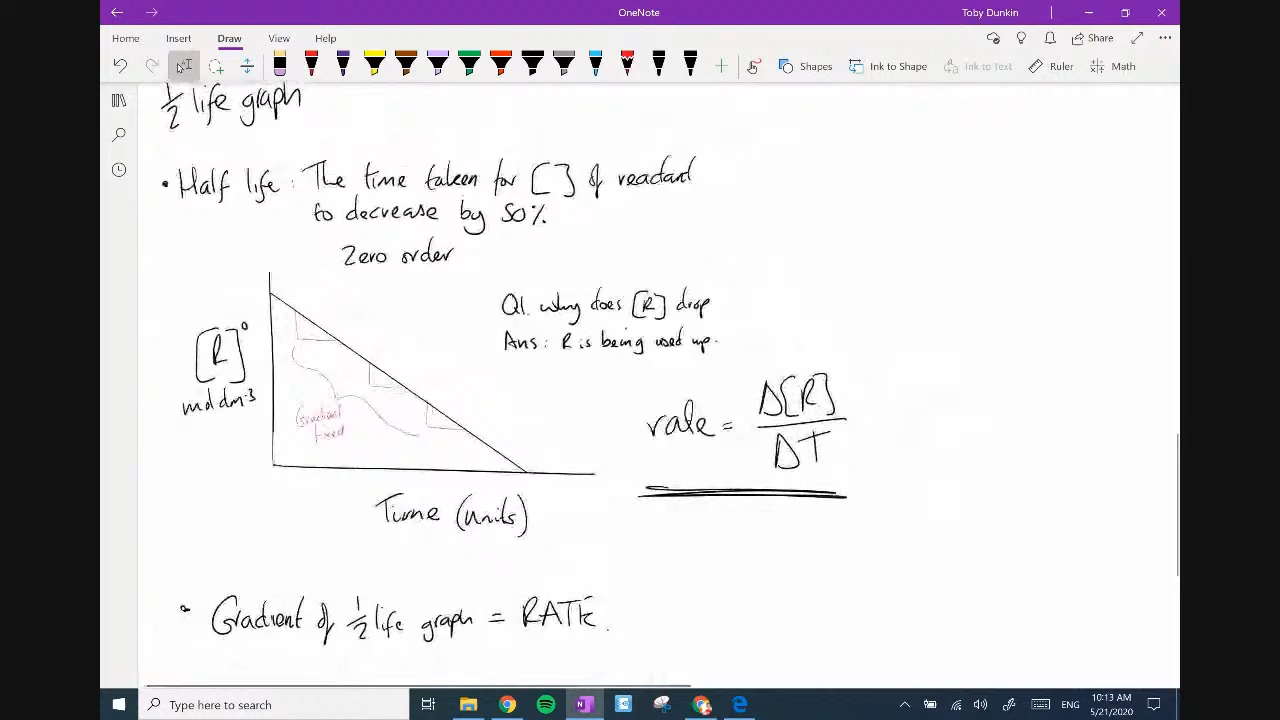 OneNote
Toby Dunkin
Home Insert Draw View Help
Share
Shapes Ink to Shape Ink to Text Ruler Math
1/2 life graph
• Half life : The time taken for [ ] of reactant
to decrease by 50%
Zero order
Q1. why does [R] drop
Ans: R is being used up.
[R]⁰
mol dm-3
Gradient
fixed
rate = Δ[R]
ΔT
Time (units)
• Gradient of 1/2 life graph = RATE.
Type here to search
10:13 AM
5/21/2020